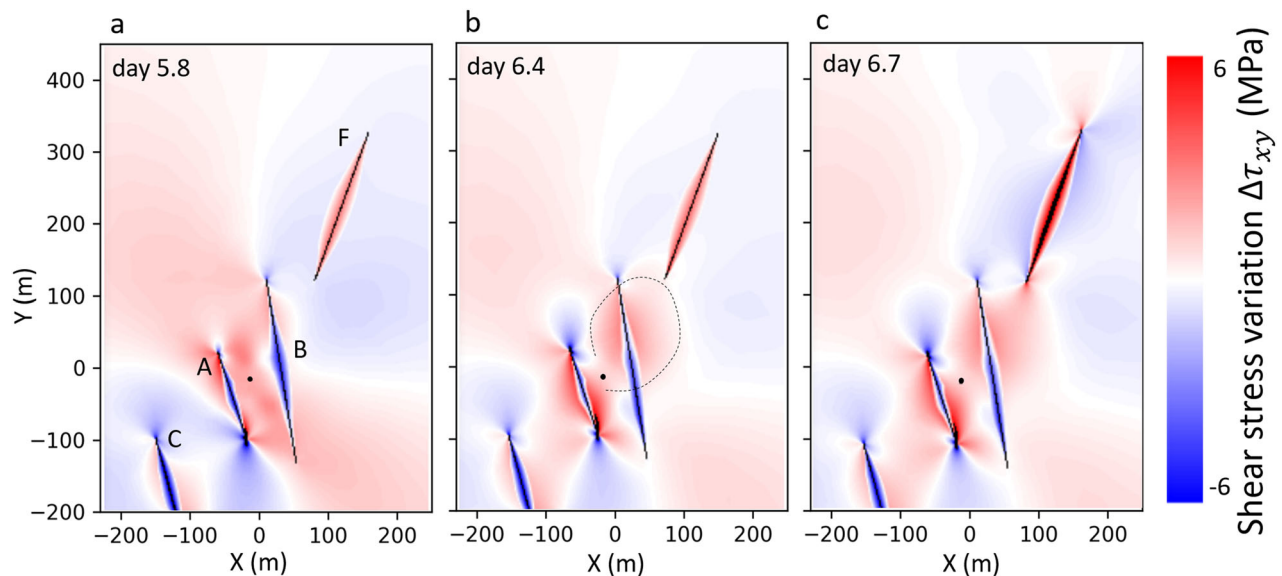 a
b
c
day 5.8
day 6.4
day 6.7
400
300
200
100
0
−100
−200
Y (m)
F
A
B
C
−200 −100 0 100 200
−200 −100 0 100 200
−200 −100 0 100 200
X (m)
X (m)
X (m)
6
-6
Shear stress variation Δτxy (MPa)